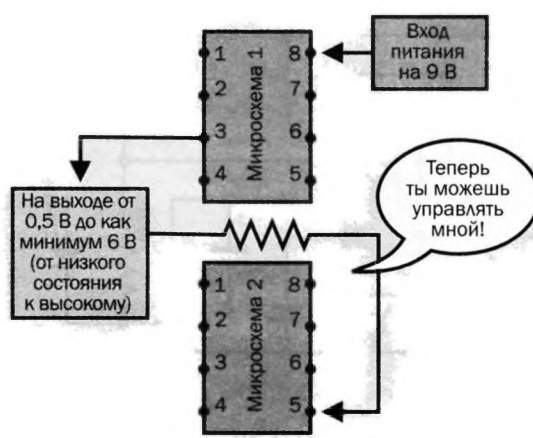 Вход
питания
на 9 В
1
2
3
4
Микросхема 1
8
7
6
5
На выходе от
0,5 В до как
минимум 6 В
(от низкого
состояния
к высокому)
Теперь
ты можешь
управлять
мной!
1
2
3
4
Микросхема 2
8
7
6
5